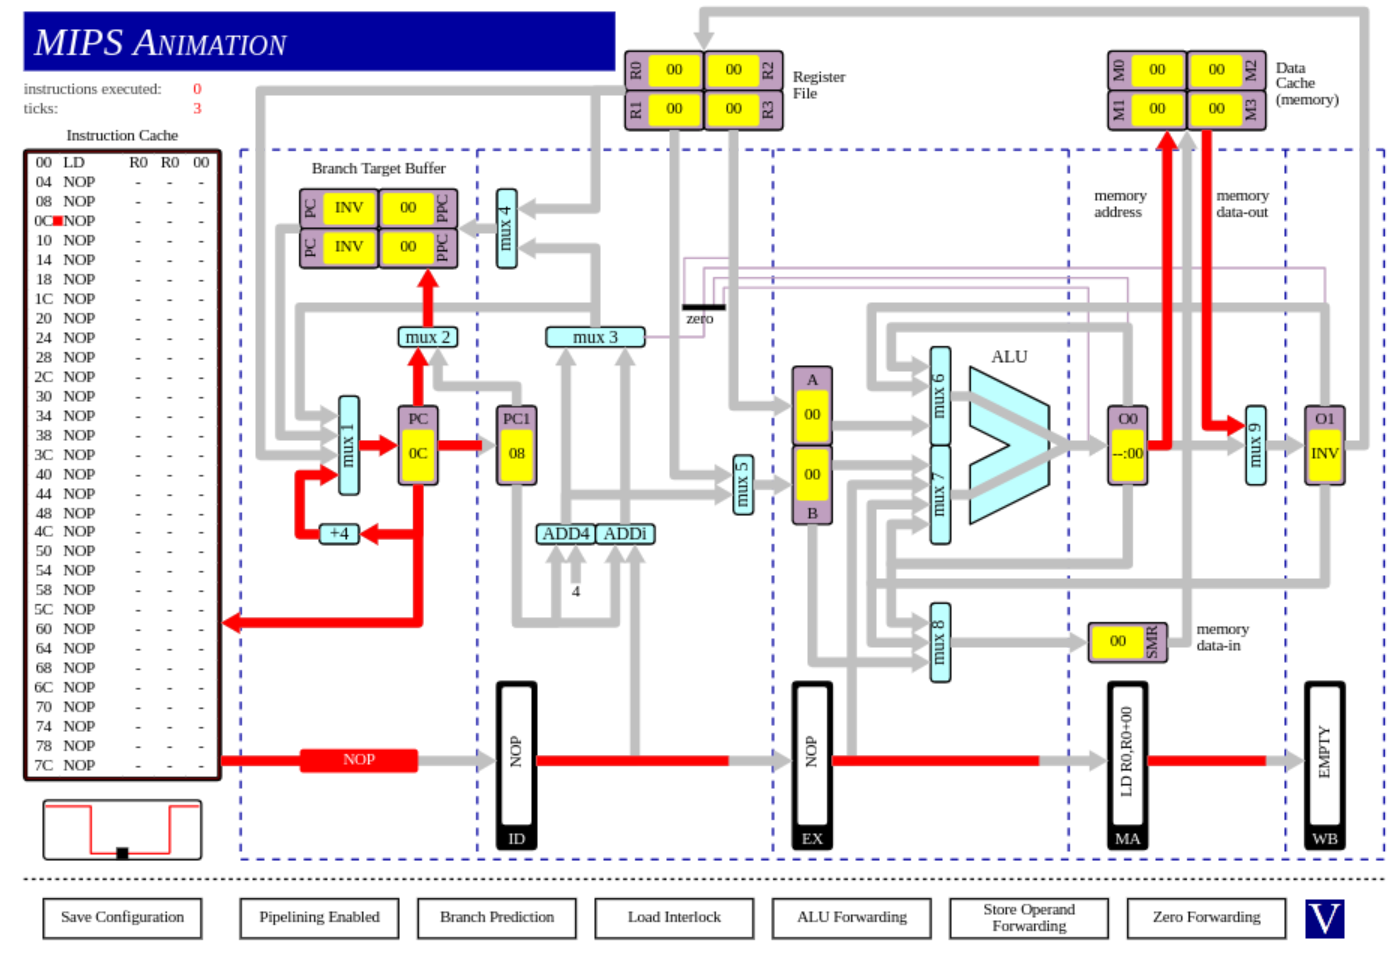 MIPS ANIMATION
instructions executed: 0
ticks: 3
Instruction Cache
00 LD R0 R0 00
04 NOP - - -
08 NOP - - -
0C NOP - - -
10 NOP - - -
14 NOP - - -
18 NOP - - -
1C NOP - - -
20 NOP - - -
24 NOP - - -
28 NOP - - -
2C NOP - - -
30 NOP - - -
34 NOP - - -
38 NOP - - -
3C NOP - - -
40 NOP - - -
44 NOP - - -
48 NOP - - -
4C NOP - - -
50 NOP - - -
54 NOP - - -
58 NOP - - -
5C NOP - - -
60 NOP - - -
64 NOP - - -
68 NOP - - -
6C NOP - - -
70 NOP - - -
74 NOP - - -
78 NOP - - -
7C NOP - - -
R0 00 00 R2
R1 00 00 R3
Register
File
M0 00 00 M2
M1 00 00 M3
Data
Cache
(memory)
Branch Target Buffer
PC INV 00 PPC
PC INV 00 PPC
mux 4
memory
address
memory
data-out
zero
mux 2
mux 3
mux 1
PC
0C
PC1
08
+4
ADD4
ADDi
4
mux 5
A
00
00
B
mux 6
mux 7
ALU
O0
--:00
mux 9
O1
INV
mux 8
00 SMR
memory
data-in
NOP
NOP
ID
NOP
EX
LD R0,R0+00
MA
EMPTY
WB
Save Configuration
Pipelining Enabled
Branch Prediction
Load Interlock
ALU Forwarding
Store Operand
Forwarding
Zero Forwarding
V